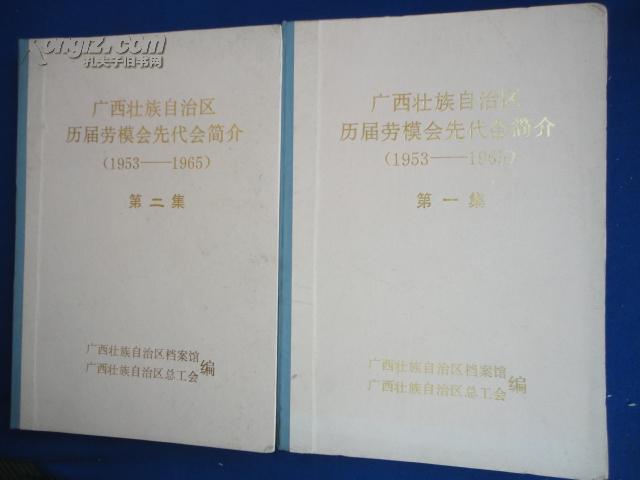 kongfz.com
孔夫子旧书网
广西壮族自治区
历届劳模会先代会简介
(1953——1965)
第二集
广西壮族自治区档案馆
广西壮族自治区总工会
编
广西壮族自治区
历届劳模会先代会简介
(1953——1965)
第一集
广西壮族自治区档案馆
广西壮族自治区总工会
编